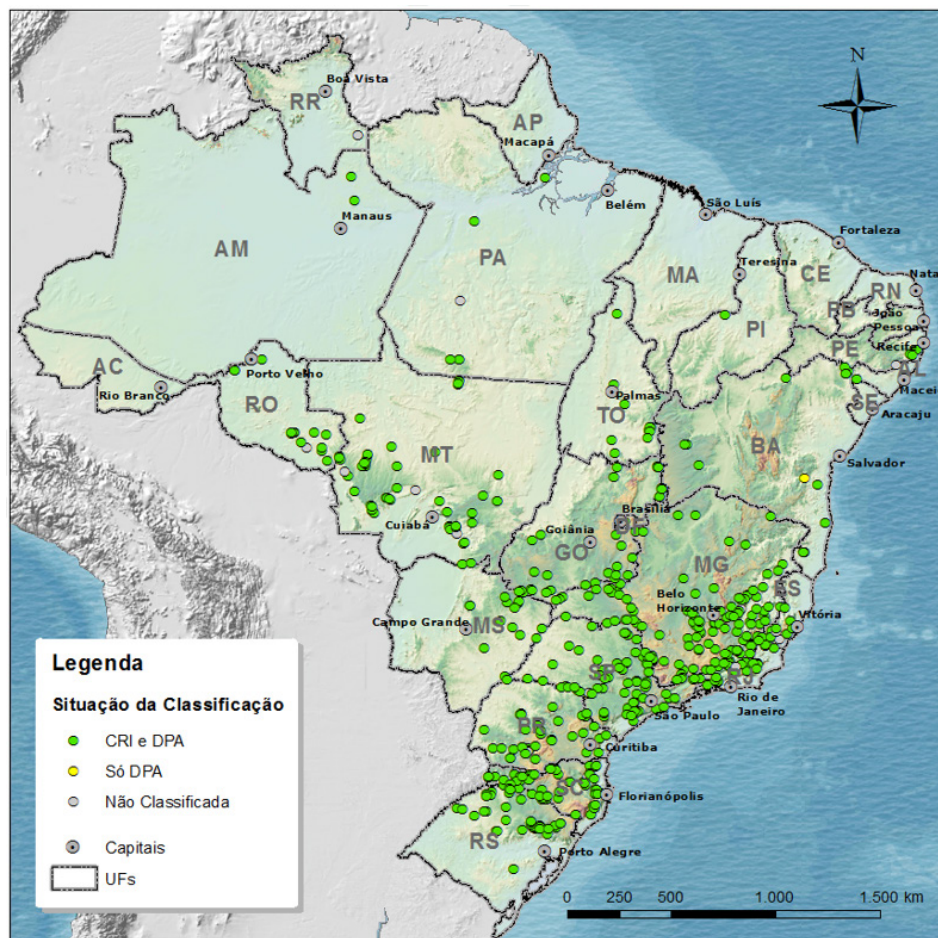 N
Boa Vista
RR
AP
Macapá
Belém
São Luís
Manaus
Fortaleza
AM
PA
MA
Teresina
CE
RN
Nata
PB
João
Pessoa
PI
PE
Recife
AC
Porto Velho
AL
Macei
Rio Branco
RO
Palmas
TO
SE
Aracaju
MT
BA
Salvador
Cuiabá
Brasília
DF
Goiânia
GO
MG
ES
Belo
Horizonte
Campo Grande
MS
Vitória
SP
RJ
Rio de
Janeiro
São Paulo
PR
Curitiba
SC
Florianópolis
RS
Porto Alegre
Legenda
Situação da Classificação
CRI e DPA
Só DPA
Não Classificada
Capitais
UFs
0 250 500 1.000 1.500 km